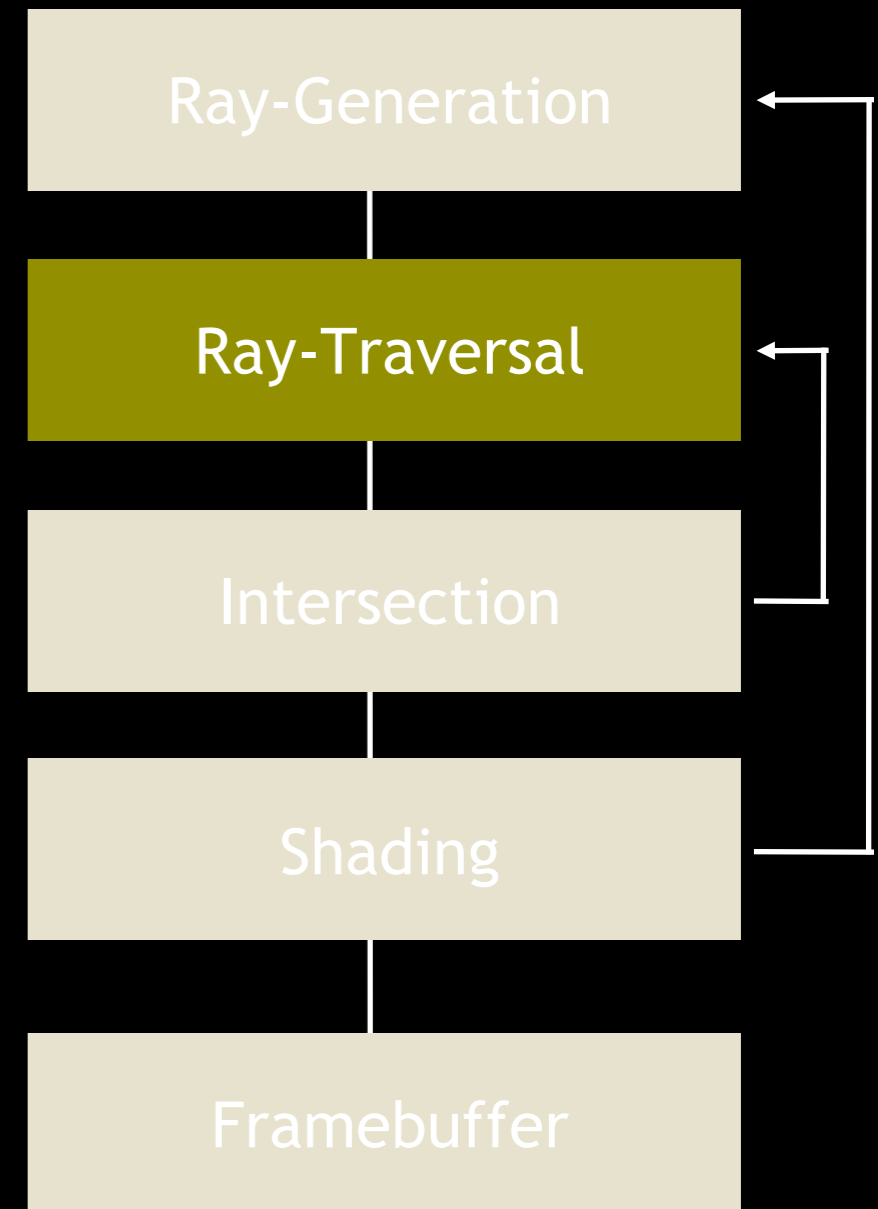 Ray-Generation
Ray-Traversal
Intersection
Shading
Framebuffer